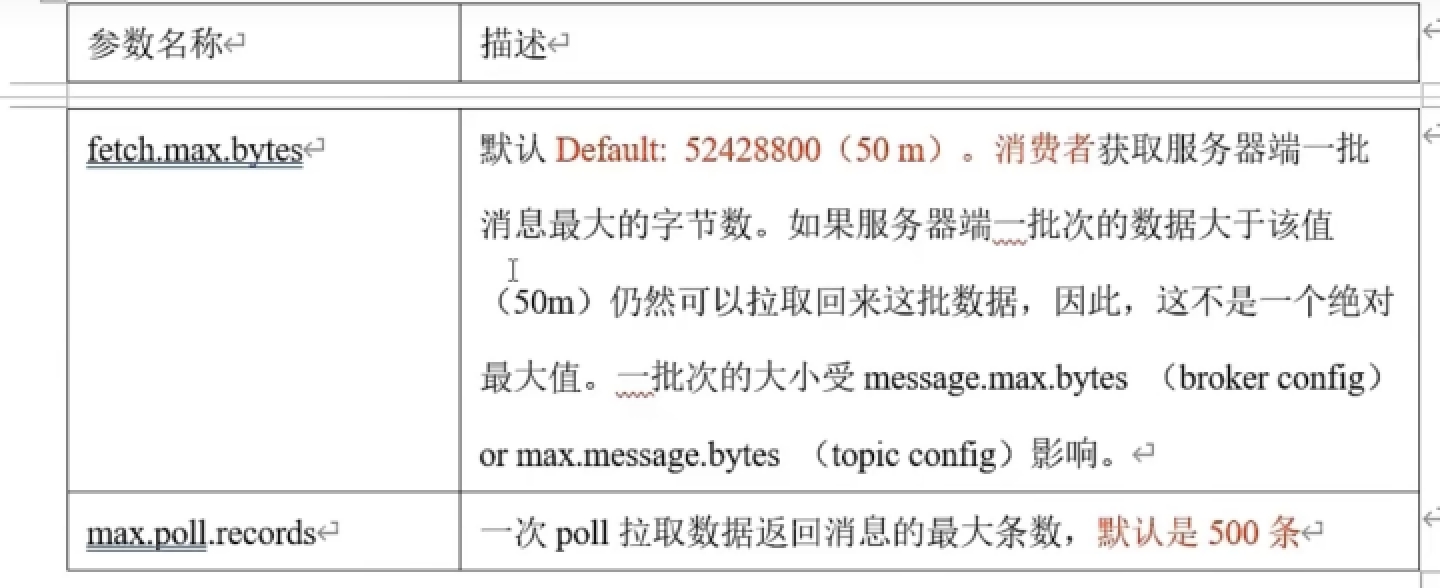 参数名称
描述
fetch.max.bytes
默认 Default: 52428800（50 m）。消费者获取服务器端一批
消息最大的字节数。如果服务器端一批次的数据大于该值
（50m）仍然可以拉取回来这批数据，因此，这不是一个绝对
最大值。一批次的大小受 message.max.bytes （broker config）
or max.message.bytes （topic config）影响。
max.poll.records
一次 poll 拉取数据返回消息的最大条数，默认是 500 条